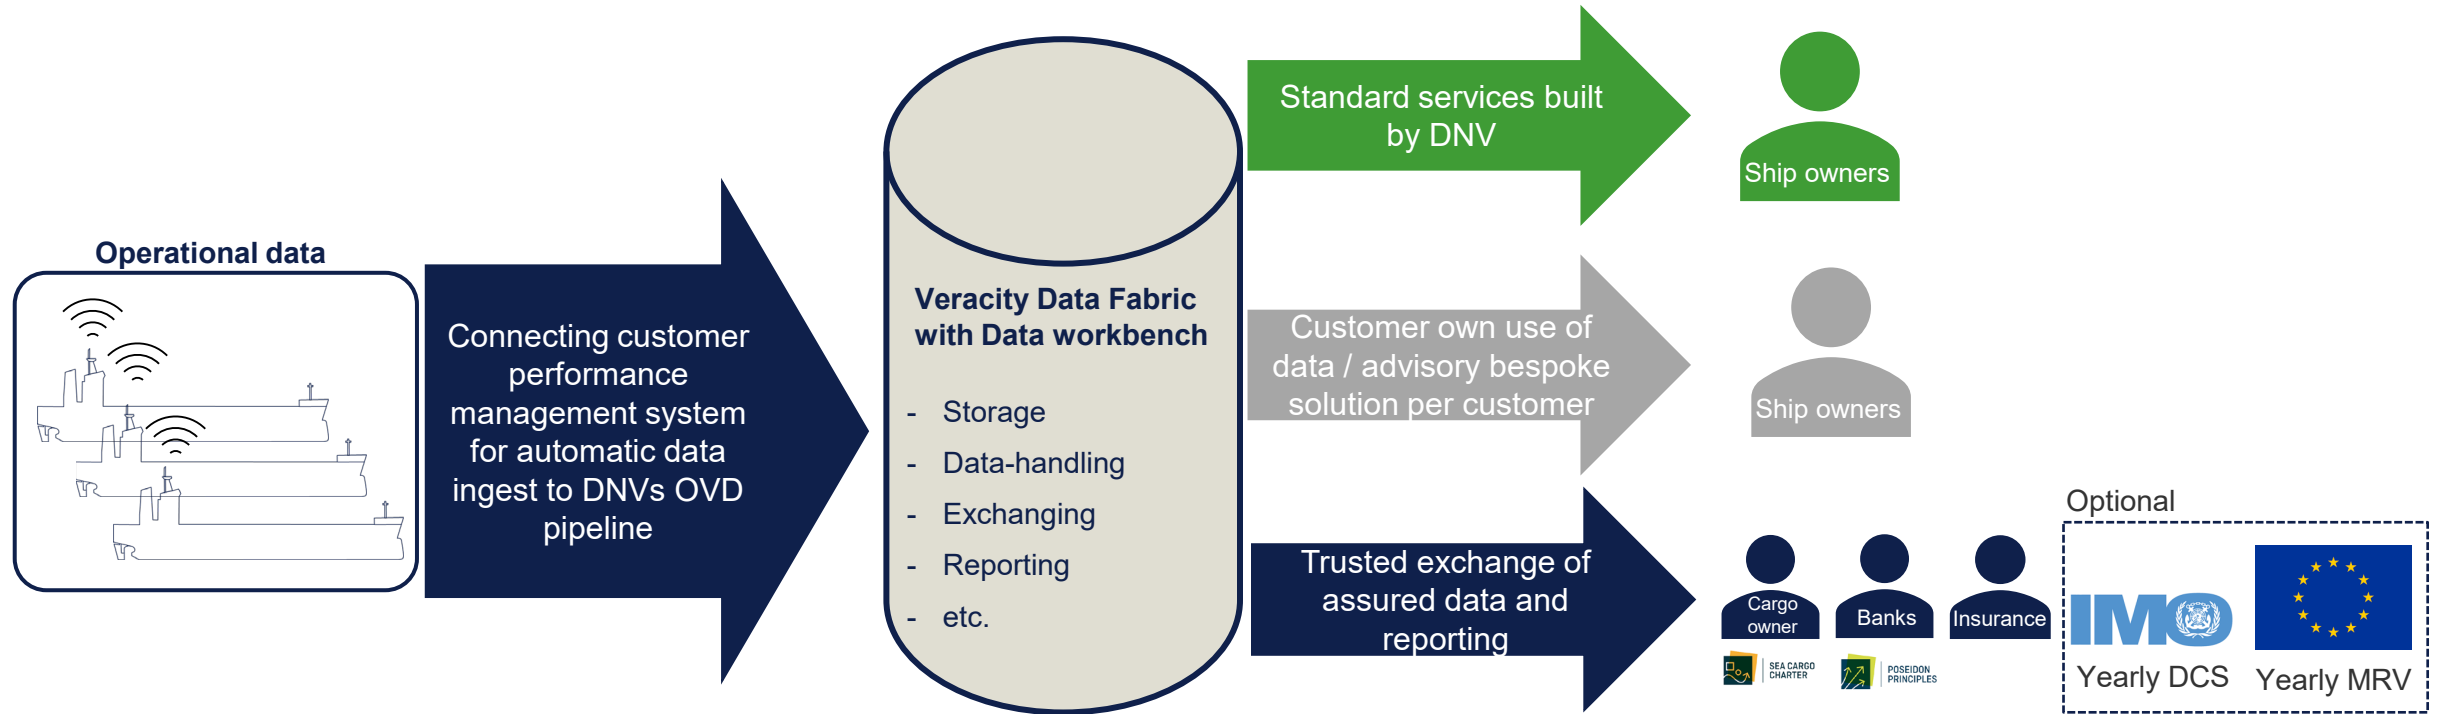 Operational data
Connecting customer
performance
management system
for automatic data
ingest to DNVs OVD
pipeline
Veracity Data Fabric
with Data workbench
- Storage
- Data-handling
- Exchanging
- Reporting
- etc.
Standard services built
by DNV
Ship owners
Customer own use of
data / advisory bespoke
solution per customer
Ship owners
Trusted exchange of
assured data and
reporting
Cargo
owner
Banks
Insurance
SEA CARGO
CHARTER
POSEIDON
PRINCIPLES
Optional
IMO
Yearly DCS
Yearly MRV